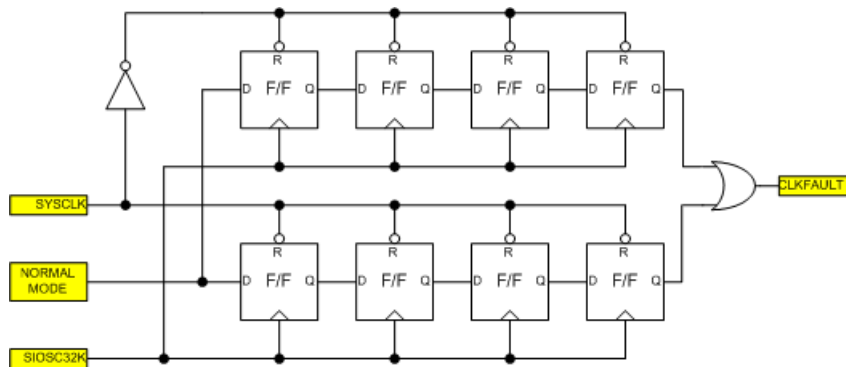 R R R R
D F/F Q D F/F Q D F/F Q D F/F Q
CLKFAULT
SYSCLK
R R R R
NORMAL
MODE
D F/F Q D F/F Q D F/F Q D F/F Q
SIOSC32K